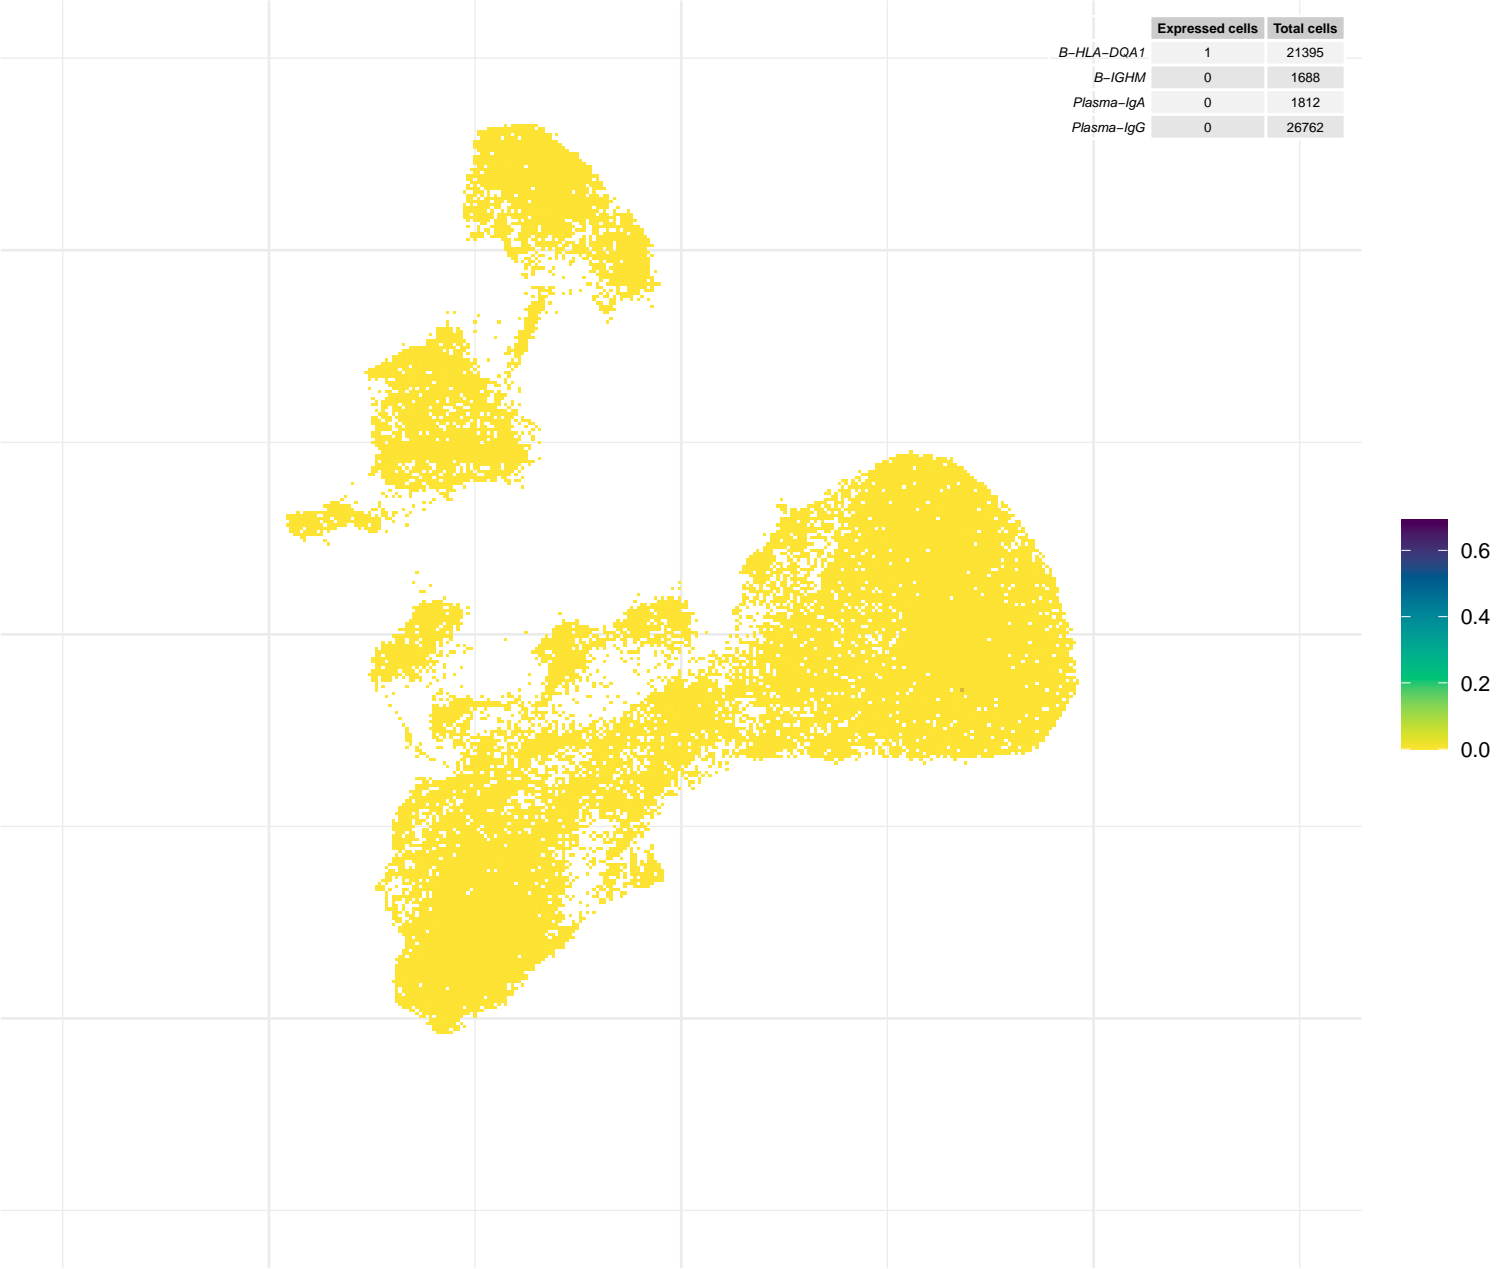 Expressed cells Total cells
B−HLA−DQA1 1 21395
B−IGHM 0 1688
Plasma−IgA 0 1812
Plasma−IgG 0 26762
0.6
0.4
0.2
0.0